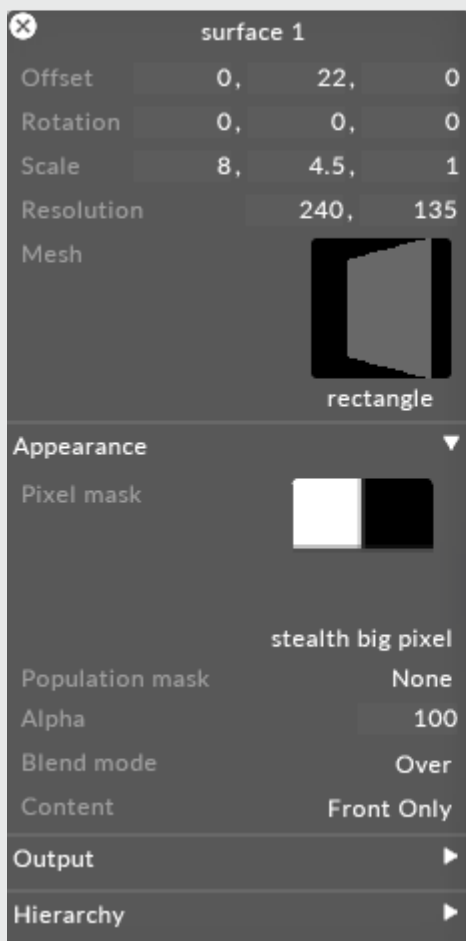 surface 1
Offset 0, 22, 0
Rotation 0, 0, 0
Scale 8, 4.5, 1
Resolution 240, 135
Mesh
rectangle
Appearance
Pixel mask
stealth big pixel
Population mask None
Alpha 100
Blend mode Over
Content Front Only
Output
Hierarchy